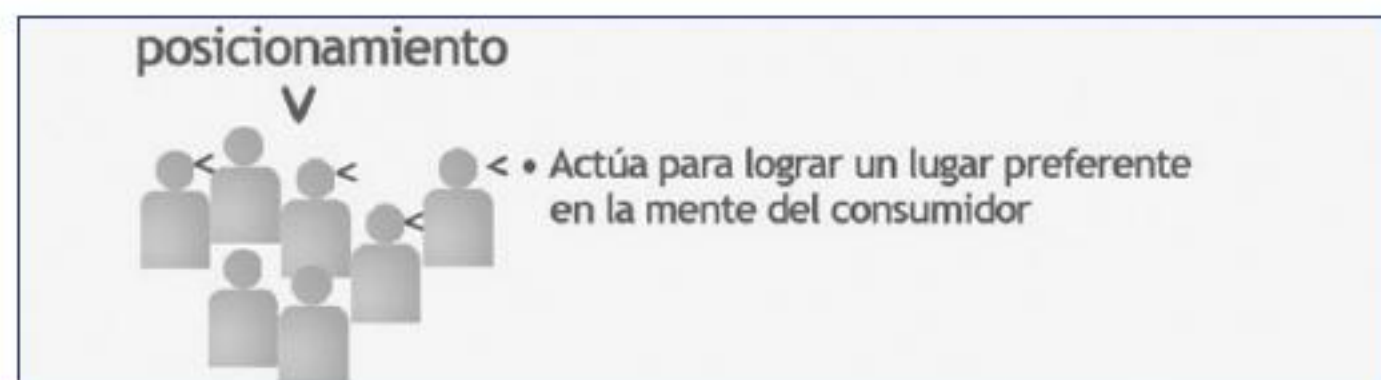 posicionamiento
• Actúa para lograr un lugar preferente
en la mente del consumidor